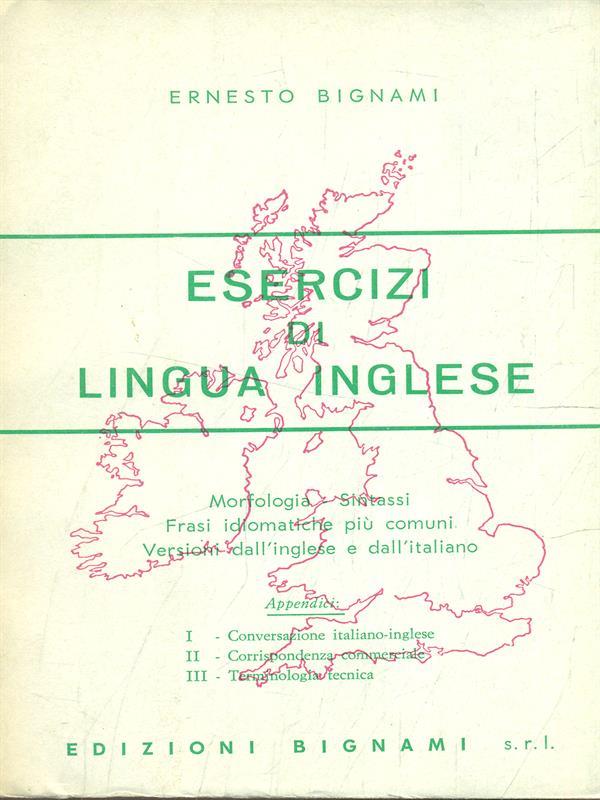 ERNESTO BIGNAMI
ESERCIZI
DI
LINGUA INGLESE
Morfologia - Sintassi
Frasi idiomatiche più comuni
Versioni dall'inglese e dall'italiano
Appendici:
I - Conversazione italiano-inglese
II - Corrispondenza commerciale
III - Terminologia tecnica
EDIZIONI BIGNAMI s.r.l.